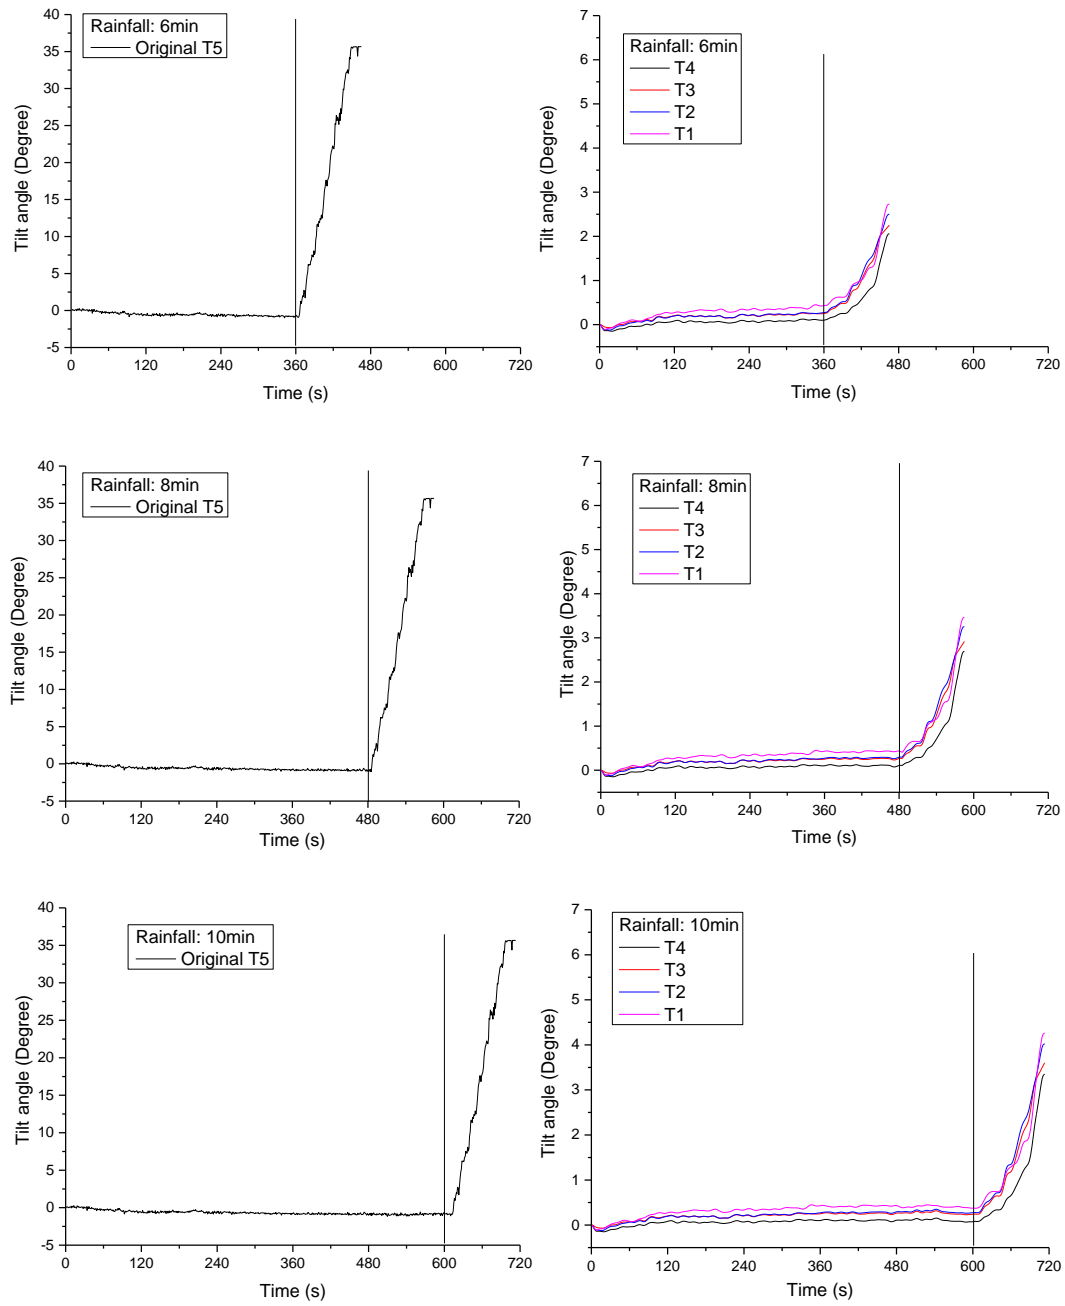 Rainfall: 6min
Original T5
Tilt angle (Degree)
40
35
30
25
20
15
10
5
0
-5
0 120 240 360 480 600 720
Time (s)
Rainfall: 6min
T4
T3
T2
T1
Tilt angle (Degree)
7
6
5
4
3
2
1
0
0 120 240 360 480 600 720
Time (s)
Rainfall: 8min
Original T5
Tilt angle (Degree)
40
35
30
25
20
15
10
5
0
-5
0 120 240 360 480 600 720
Time (s)
Rainfall: 8min
T4
T3
T2
T1
Tilt angle (Degree)
7
6
5
4
3
2
1
0
0 120 240 360 480 600 720
Time (s)
Rainfall: 10min
Original T5
Tilt angle (Degree)
40
35
30
25
20
15
10
5
0
-5
0 120 240 360 480 600 720
Time (s)
Rainfall: 10min
T4
T3
T2
T1
Tilt angle (Degree)
7
6
5
4
3
2
1
0
0 120 240 360 480 600 720
Time (s)